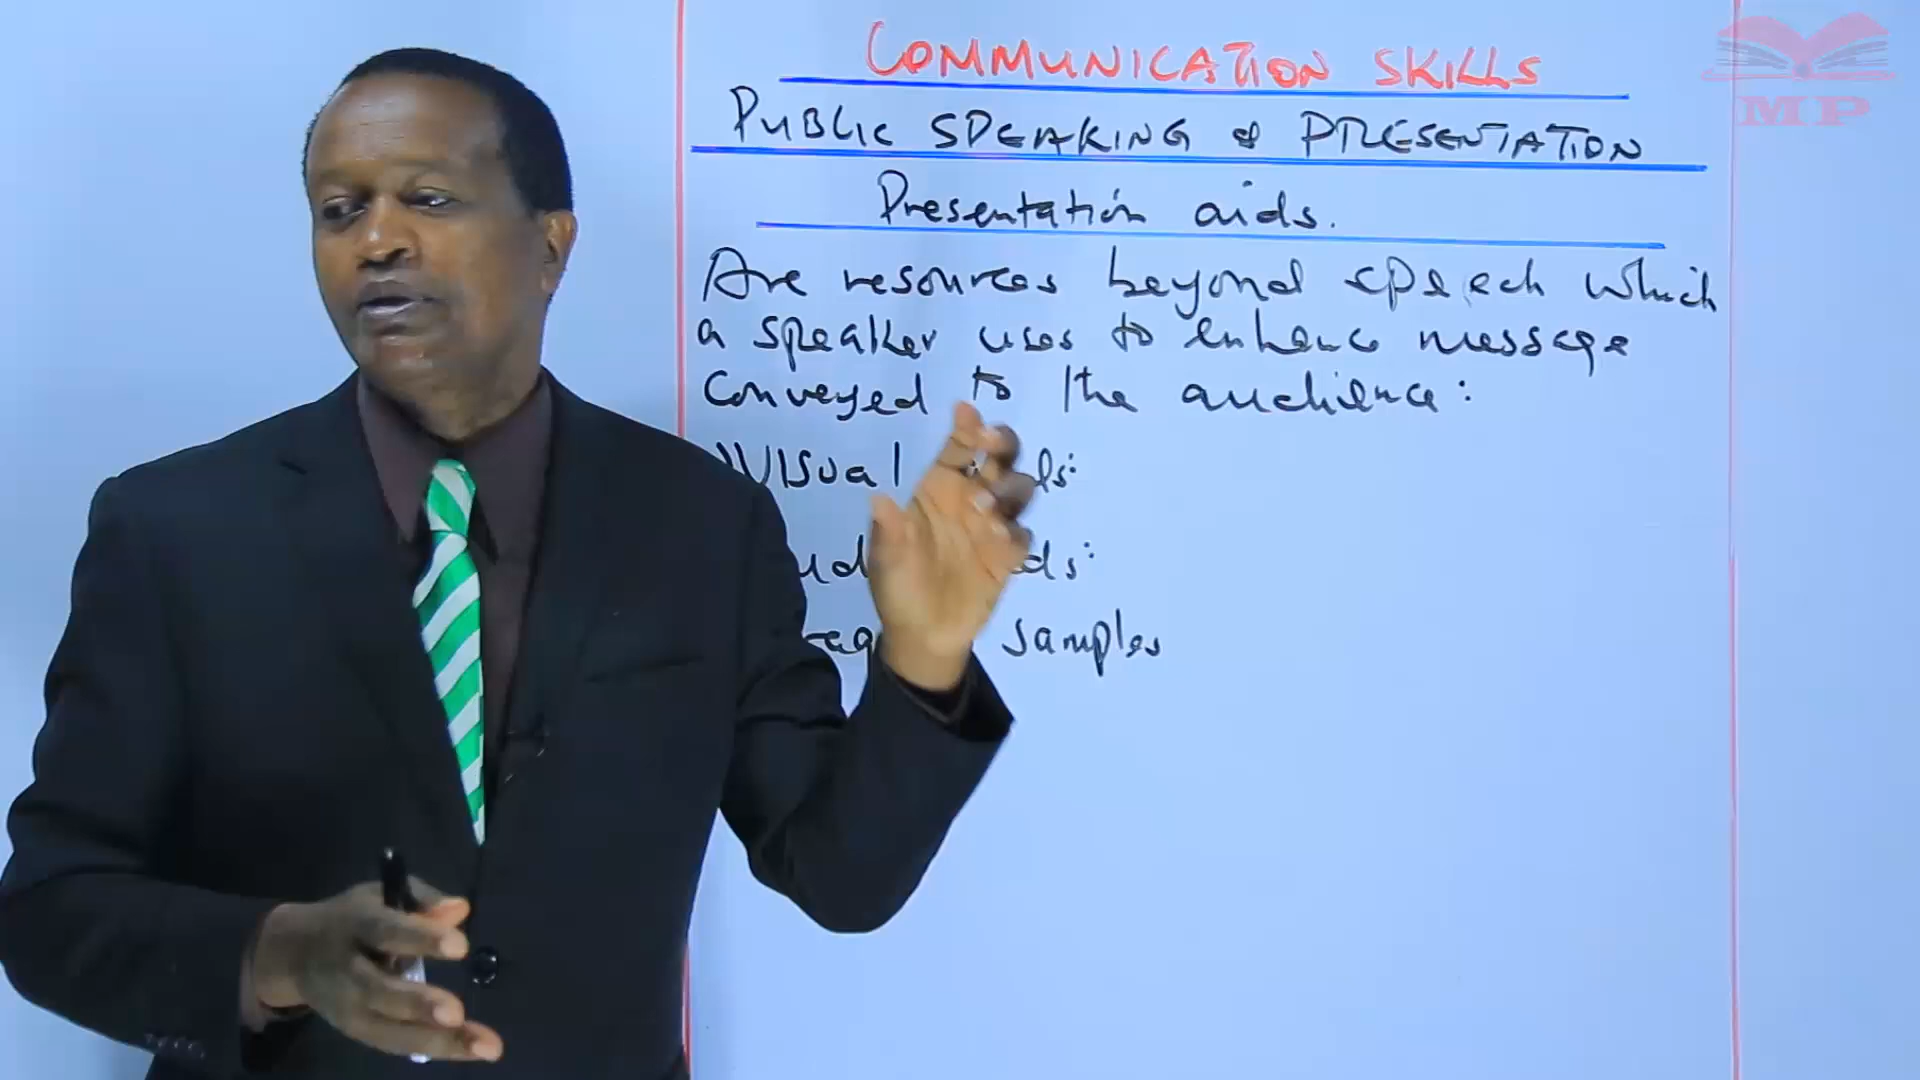 COMMUNICATION SKILLS
MP
PUBLIC SPEAKING & PRESENTATION
Presentation aids.
Are resources beyond speech which
a speaker uses to enhance message
conveyed to the audience:
Visual
samples